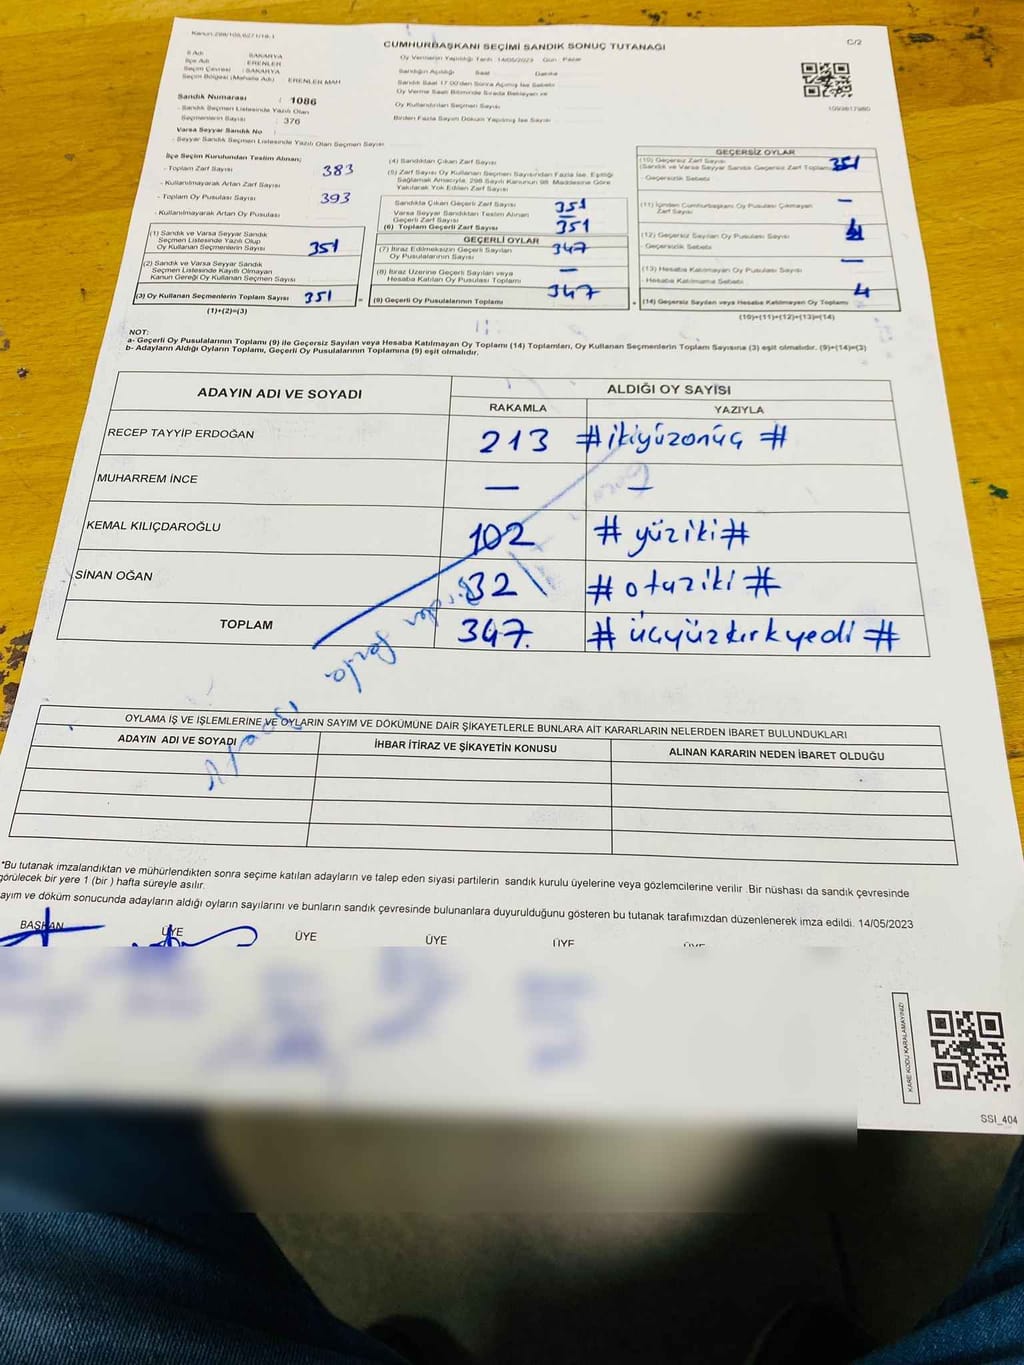 Kanun:298/105,6271/19-1
CUMHURBAŞKANI SEÇİMİ SANDIK SONUÇ TUTANAĞI
C/2
İl Adı : SAKARYA
İlçe Adı : ERENLER
Seçim Çevresi : SAKARYA
Seçim Bölgesi (Mahalle Adı) : ERENLER MAH
Oy Vermenin Yapıldığı Tarih :14/05/2023 Gün : Pazar
Sandığın Açıldığı Saat Dakika
Sandık Saat 17:00'den Sonra Açılmış İse Sebebi
Oy Verme Saati Bitiminde Sırada Bekleyen ve
Oy Kullandırılan Seçmen Sayısı
Birden Fazla Sayım Döküm Yapılmış İse Sayısı
Sandık Numarası : 1086
- Sandık Seçmen Listesinde Yazılı Olan
Seçmenlerin Sayısı : 376
Varsa Seyyar Sandık No :
- Seyyar Sandık Seçmen Listesinde Yazılı Olan Seçmen Sayısı
İlçe Seçim Kurulundan Teslim Alınan;
- Toplam Zarf Sayısı 383
- Kullanılmayarak Artan Zarf Sayısı
- Toplam Oy Pusulası Sayısı 393
- Kullanılmayarak Artan Oy Pusulası
(1) Sandık ve Varsa Seyyar Sandık
Seçmen Listesinde Yazılı Olup
Oy Kullanan Seçmenlerin Sayısı 351
(2) Sandık ve Varsa Seyyar Sandık
Seçmen Listesinde Kayıtlı Olmayan
Kanun Gereği Oy Kullanan Seçmen Sayısı
(3) Oy Kullanan Seçmenlerin Toplam Sayısı 351
(1)+(2)=(3)
(4) Sandıktan Çıkan Zarf Sayısı
(5) Zarf Sayısı Oy Kullanan Seçmen Sayısından Fazla İse, Eşitliği
Sağlamak Amacıyla, 298 Sayılı Kanunun 98. Maddesine Göre
Yakılarak Yok Edilen Zarf Sayısı
Sandıkta Çıkan Geçerli Zarf Sayısı 351
Varsa Seyyar Sandıktan Teslim Alınan
Geçerli Zarf Sayısı —
(6) Toplam Geçerli Zarf Sayısı 351
GEÇERLİ OYLAR
(7) İtiraz Edilmeksizin Geçerli Sayılan
Oy Pusulalarının Sayısı 347
(8) İtiraz Üzerine Geçerli Sayılan veya
Hesaba Katılan Oy Pusulası Toplamı —
= (9) Geçerli Oy Pusulalarının Toplamı 347
GEÇERSİZ OYLAR
(10) Geçersiz Zarf Sayısı
(Sandık ve Varsa Seyyar Sandık Geçersiz Zarf Toplamı) 351
- Geçersizlik Sebebi
(11) İçinden Cumhurbaşkanı Oy Pusulası Çıkmayan
Zarf Sayısı —
(12) Geçersiz Sayılan Oy Pusulası Sayısı
- Geçersizlik Sebebi
(13) Hesaba Katılmayan Oy Pusulası Sayısı —
- Hesaba Katılmama Sebebi
+ (14) Geçersiz Sayılan veya Hesaba Katılmayan Oy Toplamı 4
(10)+(11)+(12)+(13)=(14)
NOT:
a- Geçerli Oy Pusulalarının Toplamı (9) ile Geçersiz Sayılan veya Hesaba Katılmayan Oy Toplamı (14) Toplamları, Oy Kullanan Seçmenlerin Toplam Sayısına (3) eşit olmalıdır. (9)+(14)=(3)
b- Adayların Aldığı Oyların Toplamı, Geçerli Oy Pusulalarının Toplamına (9) eşit olmalıdır.
ADAYIN ADI VE SOYADI
ALDIĞI OY SAYISI
RAKAMLA YAZIYLA
RECEP TAYYİP ERDOĞAN 213 # ikiyüzonüç #
MUHARREM İNCE — —
KEMAL KILIÇDAROĞLU 102 # yüziki #
SİNAN OĞAN 32 # otuziki #
TOPLAM 347. # üçyüzkırkyedi #
OYLAMA İŞ VE İŞLEMLERİNE VE OYLARIN SAYIM VE DÖKÜMÜNE DAİR ŞİKAYETLERLE BUNLARA AİT KARARLARIN NELERDEN İBARET BULUNDUKLARI
ADAYIN ADI VE SOYADI İHBAR İTİRAZ VE ŞİKAYETİN KONUSU ALINAN KARARIN NEDEN İBARET OLDUĞU
*Bu tutanak imzalandıktan ve mühürlendikten sonra seçime katılan adayların ve talep eden siyasi partilerin sandık kurulu üyelerine veya gözlemcilerine verilir .Bir nüshası da sandık çevresinde
görülecek bir yere 1 (bir ) hafta süreyle asılır.
ayım ve döküm sonucunda adayların aldığı oyların sayılarını ve bunların sandık çevresinde bulunanlara duyurulduğunu gösteren bu tutanak tarafımızdan düzenlenerek imza edildi. 14/05/2023
BAŞKAN ÜYE ÜYE ÜYE ÜYE ÜYE
KARE KODU KARALAMAYINIZ!
SSI_404